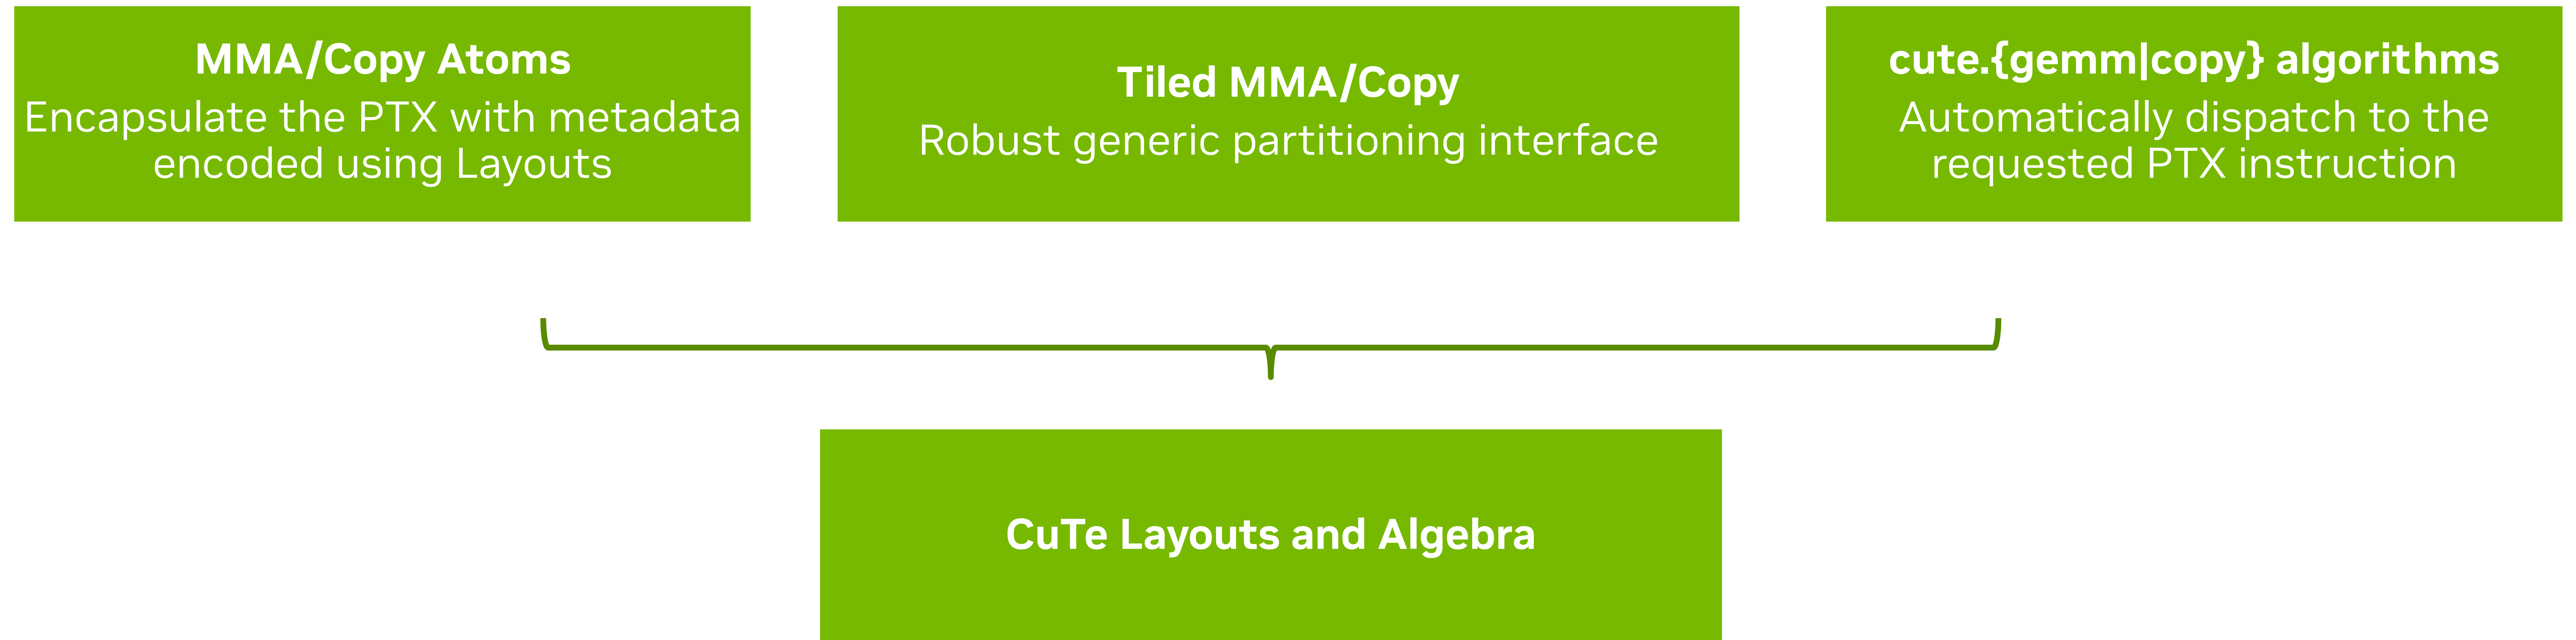 MMA/Copy Atoms
Encapsulate the PTX with metadata
encoded using Layouts
Tiled MMA/Copy
Robust generic partitioning interface
cute.{gemm|copy} algorithms
Automatically dispatch to the
requested PTX instruction
CuTe Layouts and Algebra